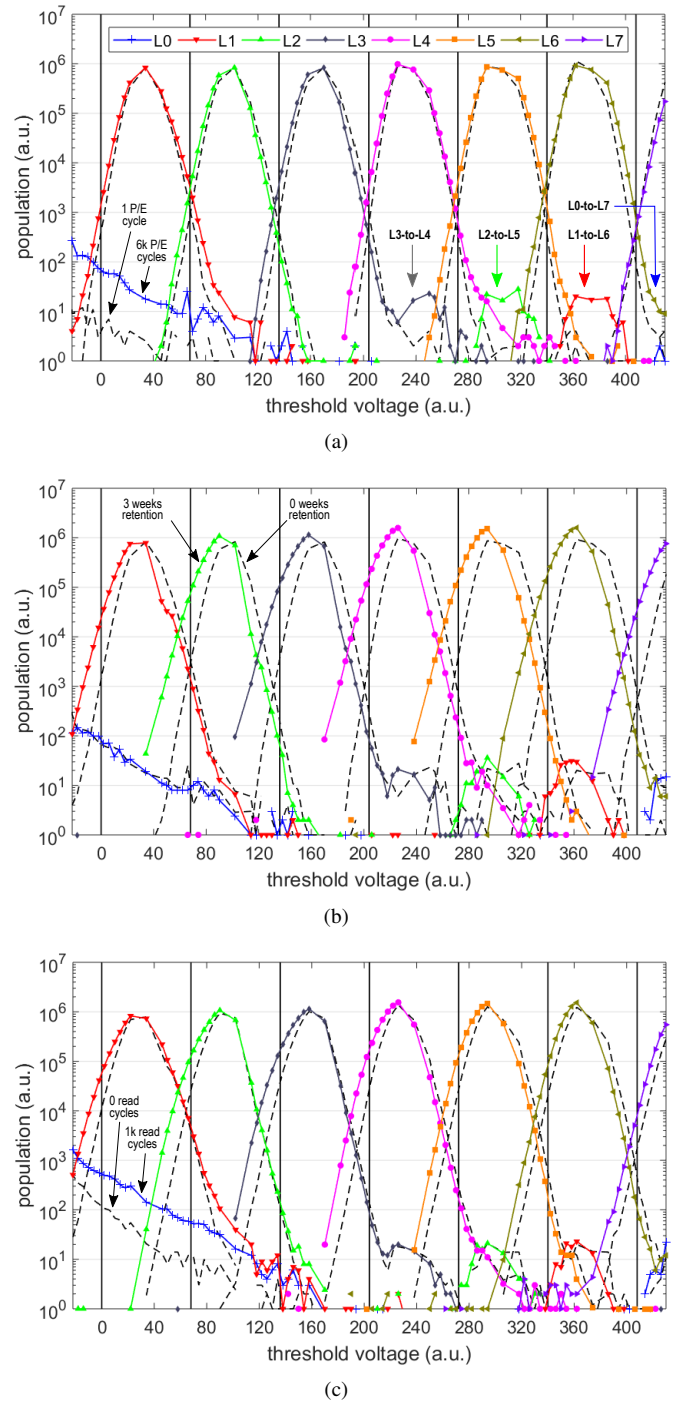 L0 L1 L2 L3 L4 L5 L6 L7
10^7
10^6
10^5
10^4
10^3
10^2
10^1
10^0
population (a.u.)
1 P/E
cycle
6k P/E
cycles
L3-to-L4
L2-to-L5
L0-to-L7
L1-to-L6
0 40 80 120 160 200 240 280 320 360 400
threshold voltage (a.u.)
(a)
10^7
10^6
10^5
10^4
10^3
10^2
10^1
10^0
population (a.u.)
3 weeks
retention
0 weeks
retention
0 40 80 120 160 200 240 280 320 360 400
threshold voltage (a.u.)
(b)
10^7
10^6
10^5
10^4
10^3
10^2
10^1
10^0
population (a.u.)
0 read
cycles
1k read
cycles
0 40 80 120 160 200 240 280 320 360 400
threshold voltage (a.u.)
(c)